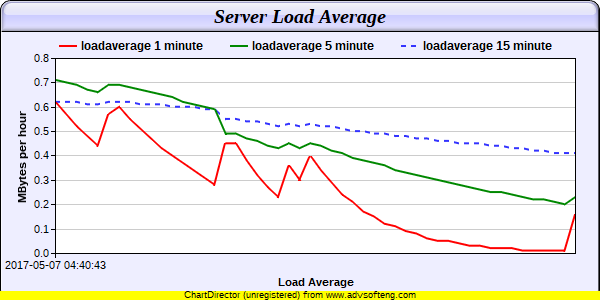 Server Load Average
loadaverage 1 minute loadaverage 5 minute loadaverage 15 minute
0.8
0.7
0.6
0.5
0.4
0.3
0.2
0.1
0.0
MBytes per hour
2017-05-07 04:40:43
Load Average
ChartDirector (unregistered) from www.advsofteng.com